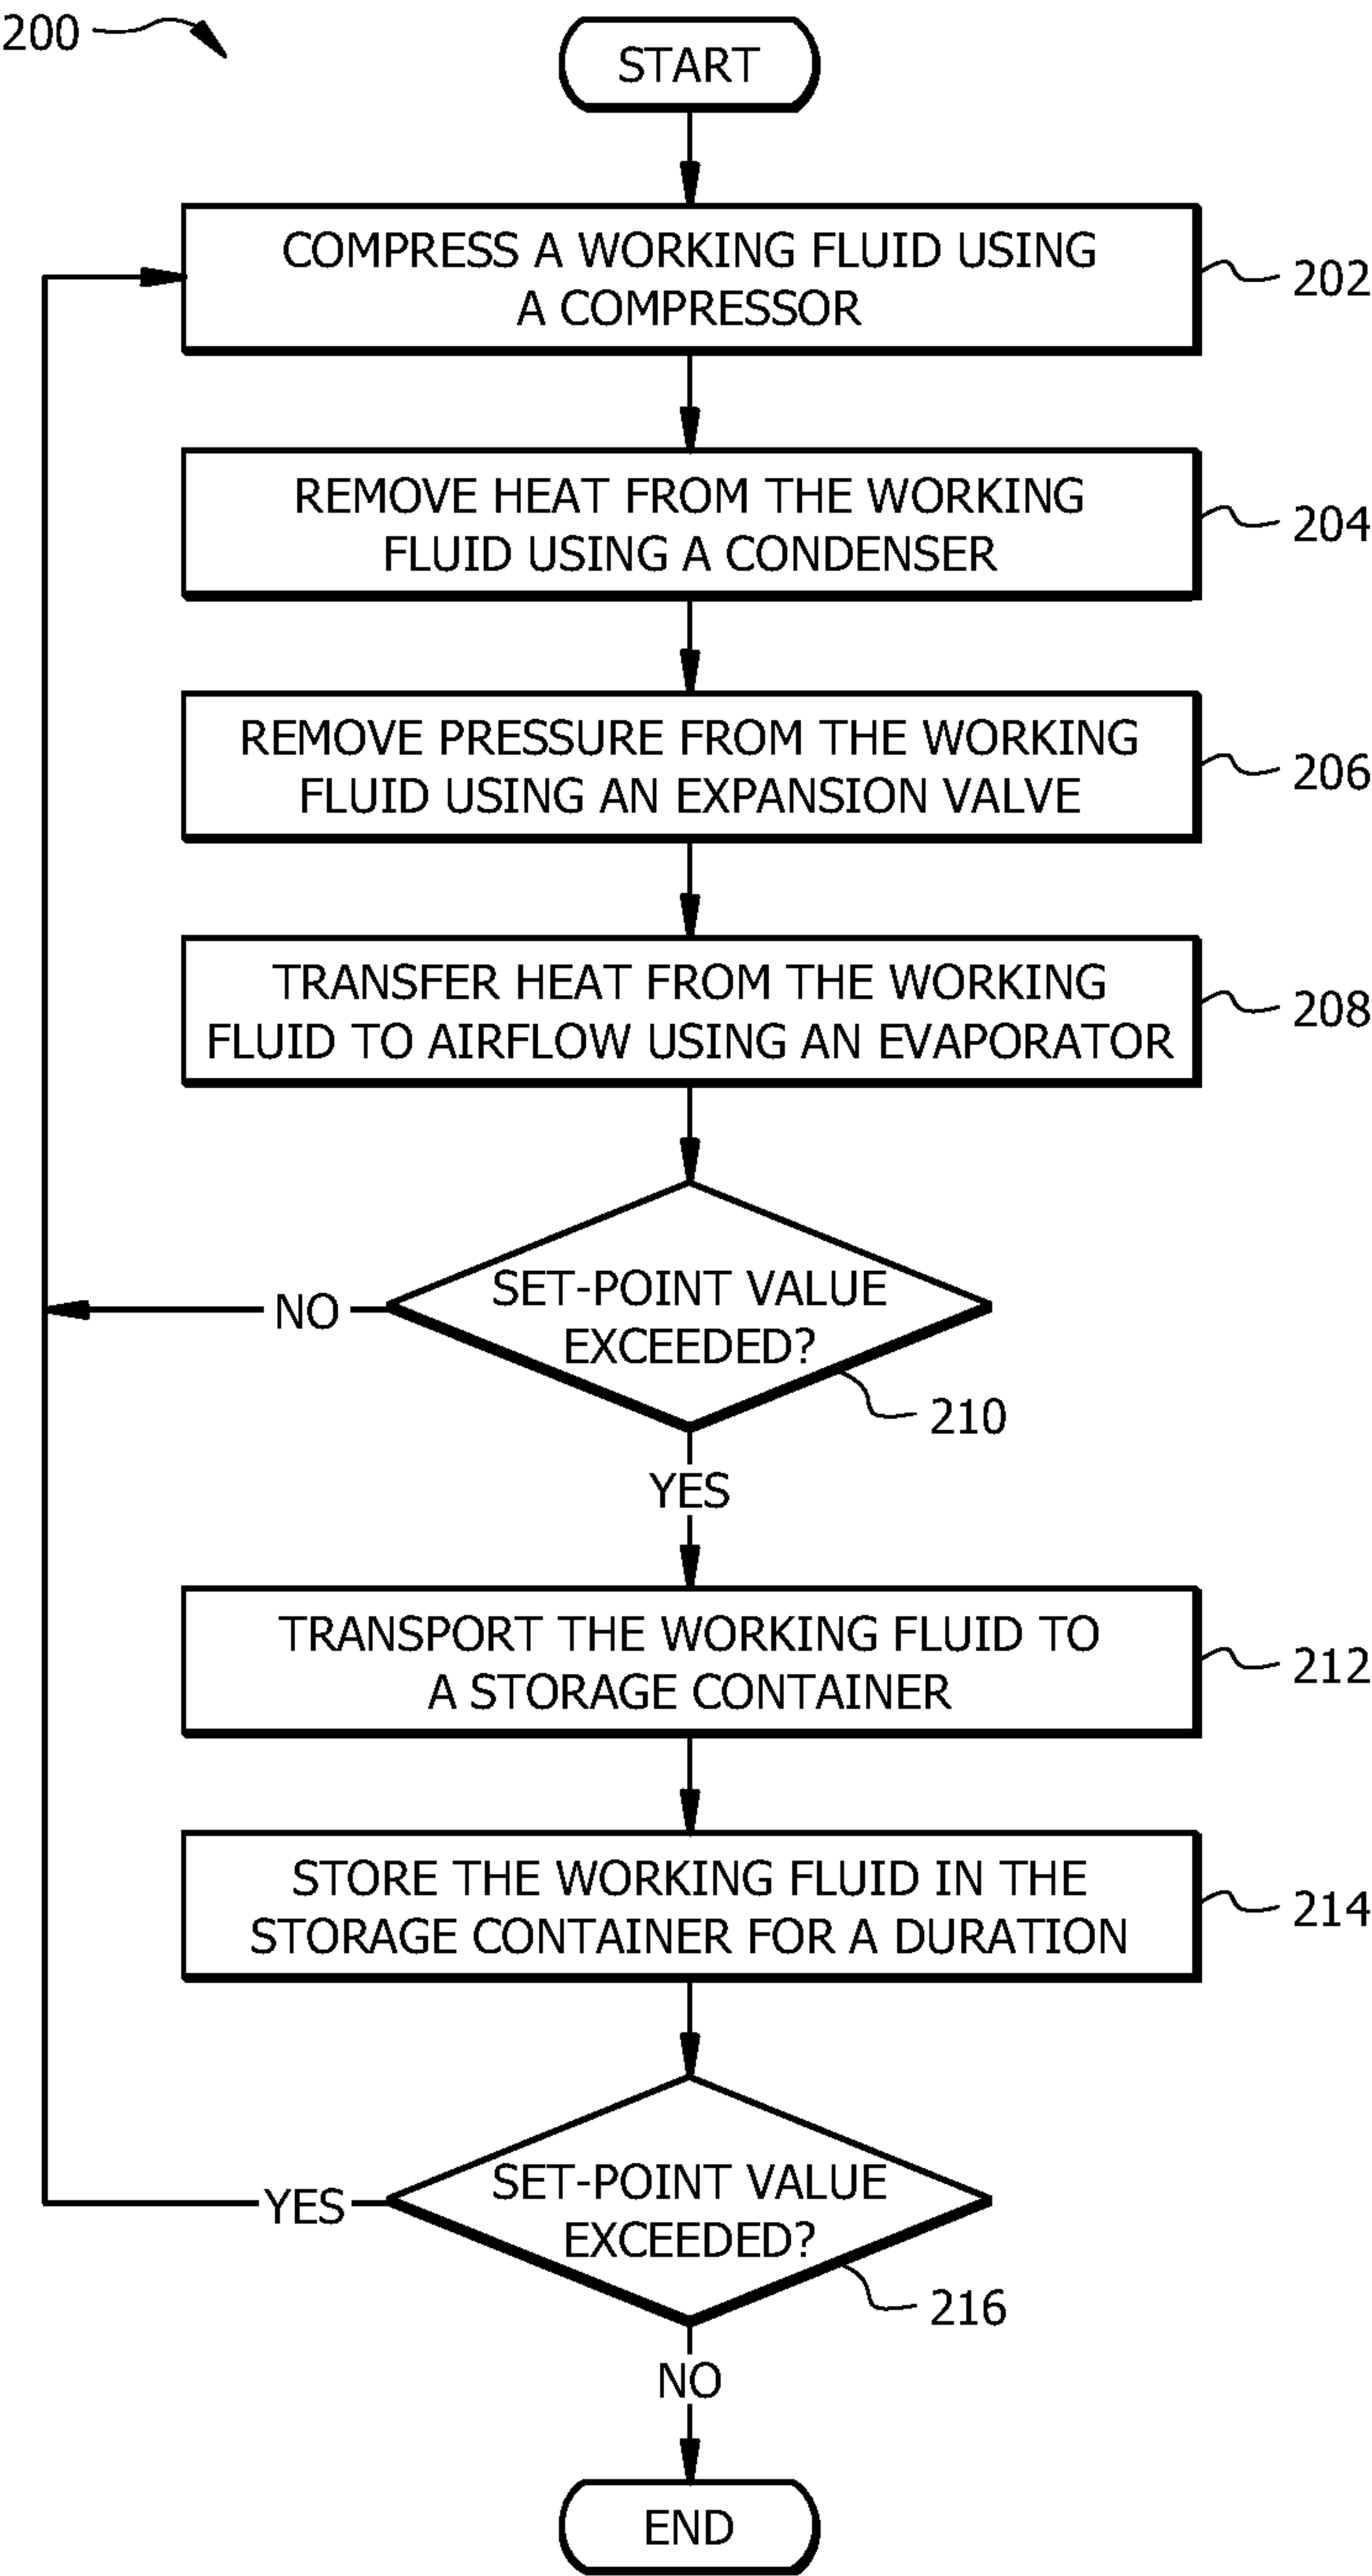 200
START
COMPRESS A WORKING FLUID USING
A COMPRESSOR
202
REMOVE HEAT FROM THE WORKING
FLUID USING A CONDENSER
204
REMOVE PRESSURE FROM THE WORKING
FLUID USING AN EXPANSION VALVE
206
TRANSFER HEAT FROM THE WORKING
FLUID TO AIRFLOW USING AN EVAPORATOR
208
SET-POINT VALUE
EXCEEDED?
NO
210
YES
TRANSPORT THE WORKING FLUID TO
A STORAGE CONTAINER
212
STORE THE WORKING FLUID IN THE
STORAGE CONTAINER FOR A DURATION
214
SET-POINT VALUE
EXCEEDED?
YES
216
NO
END